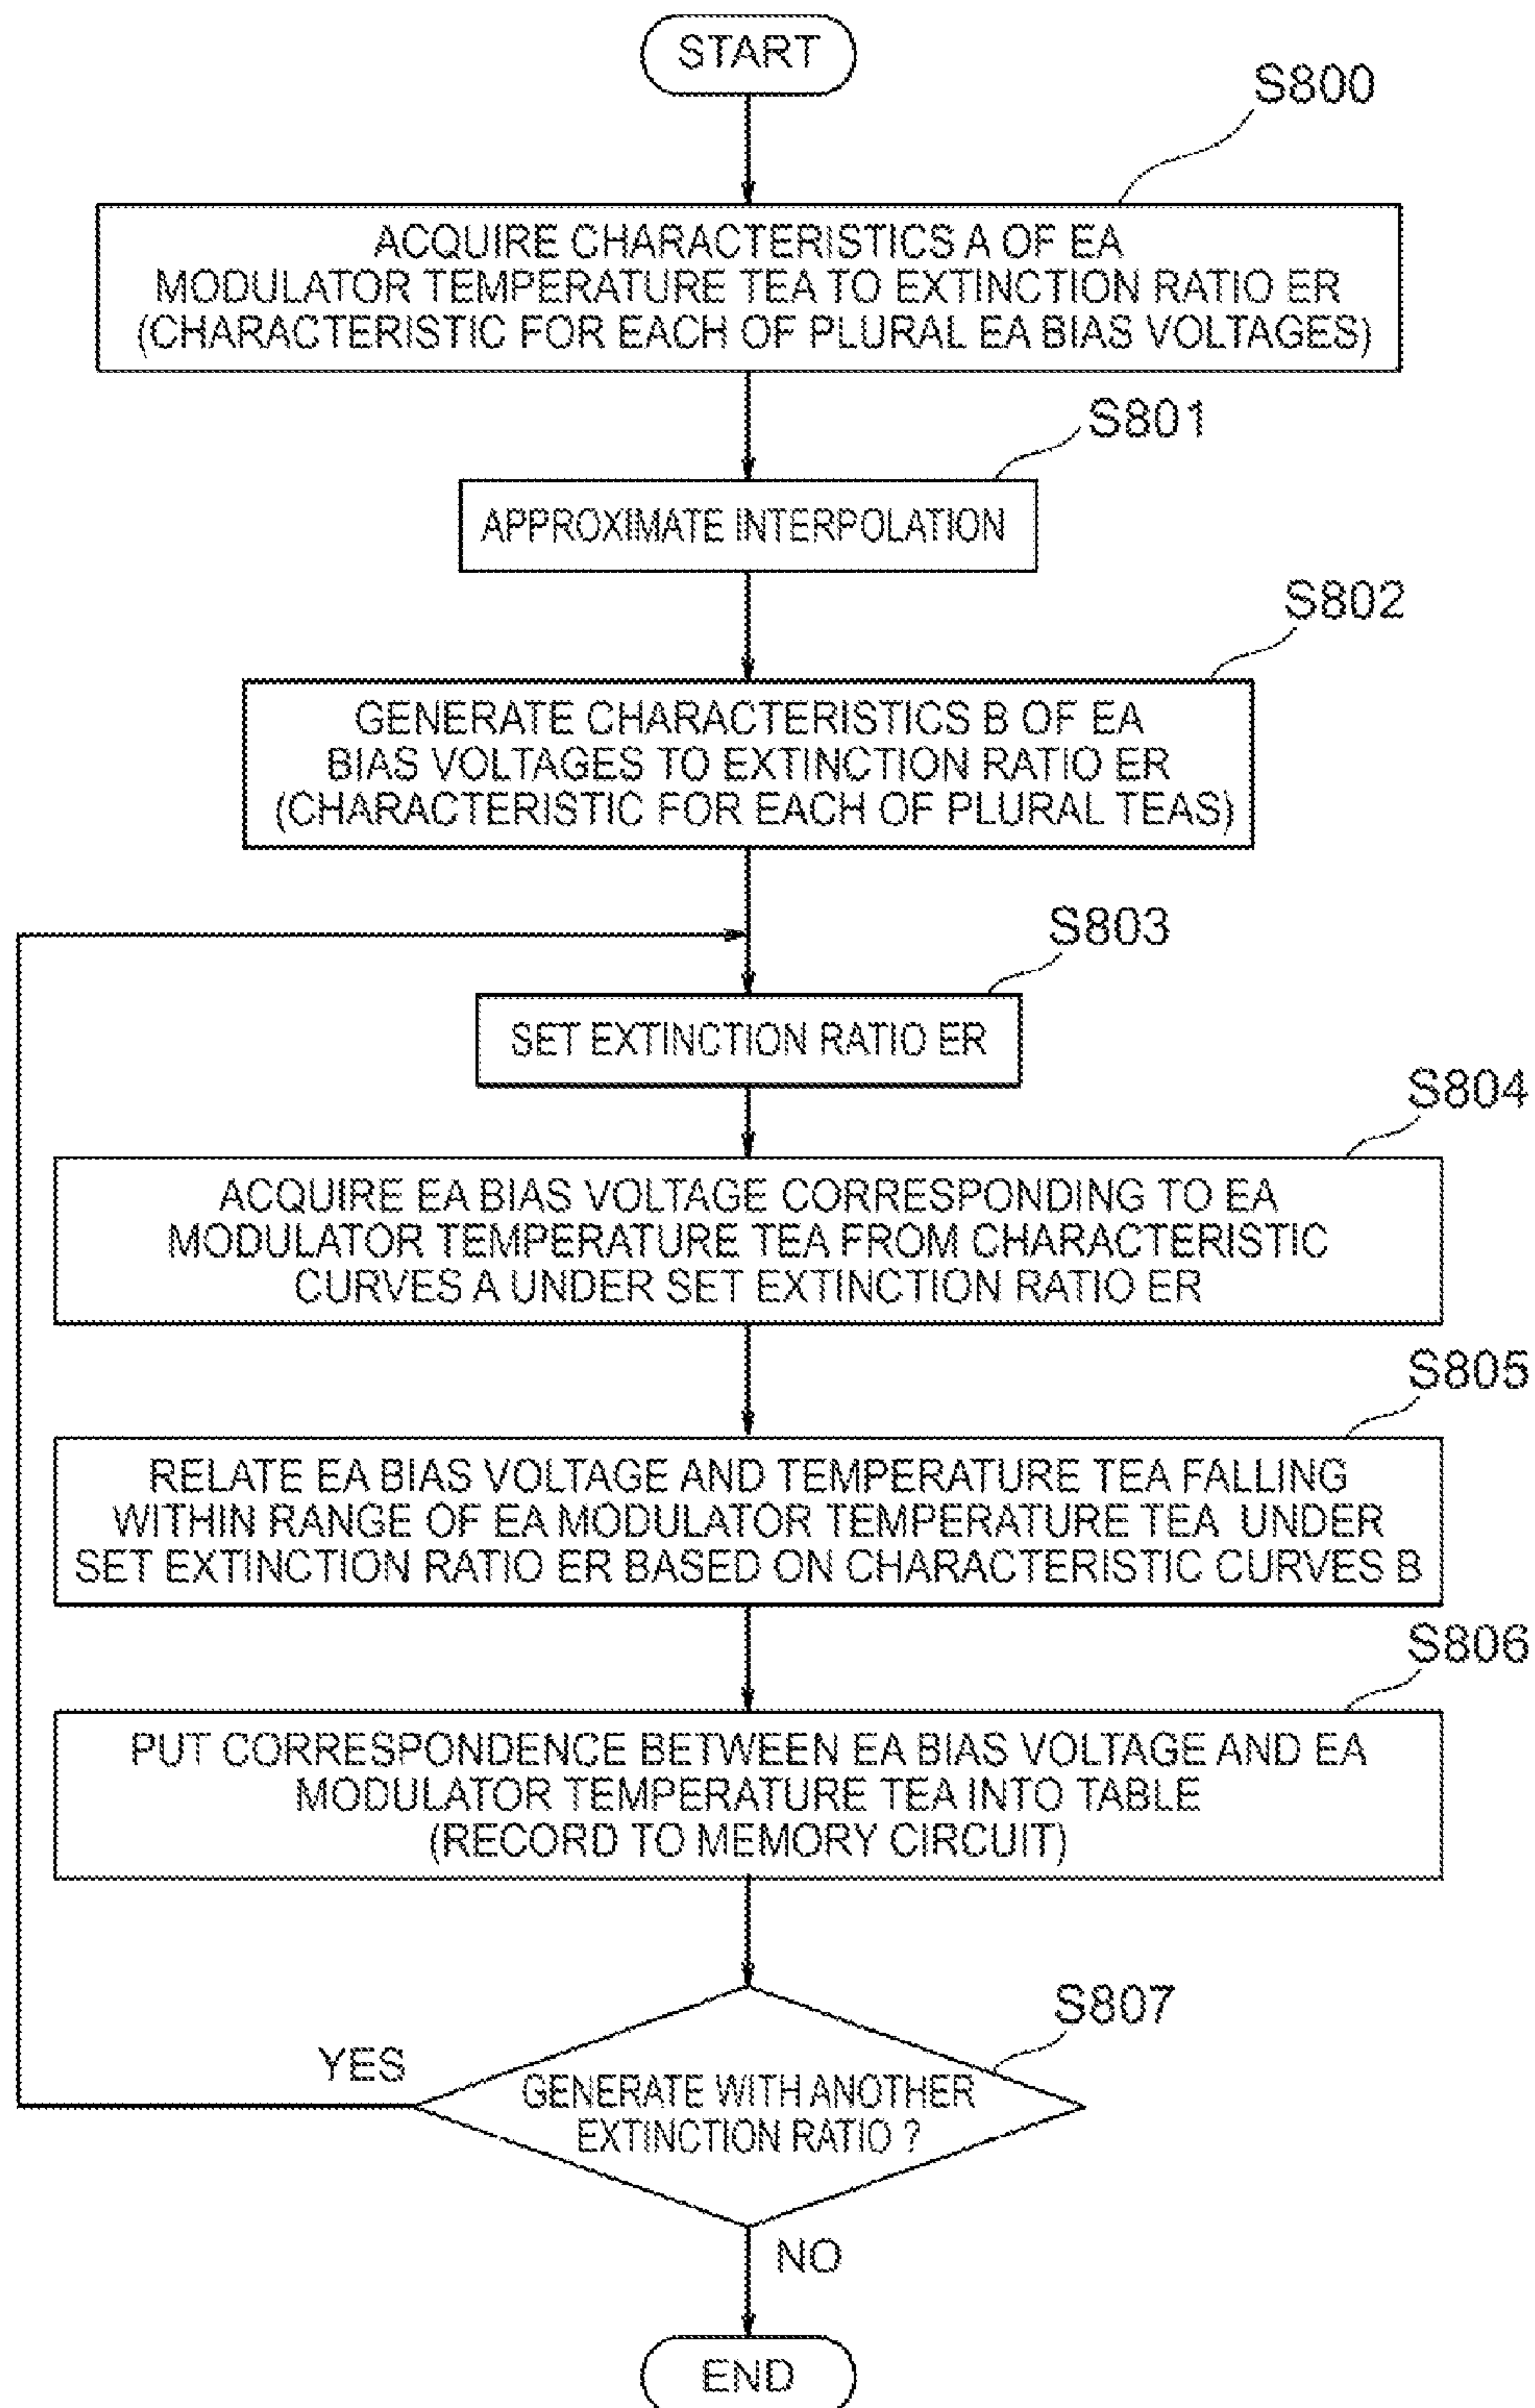 START
S800
ACQUIRE CHARACTERISTICS A OF EA
MODULATOR TEMPERATURE TEA TO EXTINCTION RATIO ER
(CHARACTERISTIC FOR EACH OF PLURAL EA BIAS VOLTAGES)
S801
APPROXIMATE INTERPOLATION
S802
GENERATE CHARACTERISTICS B OF EA
BIAS VOLTAGES TO EXTINCTION RATIO ER
(CHARACTERISTIC FOR EACH OF PLURAL TEAS)
S803
SET EXTINCTION RATIO ER
S804
ACQUIRE EA BIAS VOLTAGE CORRESPONDING TO EA
MODULATOR TEMPERATURE TEA FROM CHARACTERISTIC
CURVES A UNDER SET EXTINCTION RATIO ER
S805
RELATE EA BIAS VOLTAGE AND TEMPERATURE TEA FALLING
WITHIN RANGE OF EA MODULATOR TEMPERATURE TEA UNDER
SET EXTINCTION RATIO ER BASED ON CHARACTERISTIC CURVES B
S806
PUT CORRESPONDENCE BETWEEN EA BIAS VOLTAGE AND EA
MODULATOR TEMPERATURE TEA INTO TABLE
(RECORD TO MEMORY CIRCUIT)
S807
YES
GENERATE WITH ANOTHER
EXTINCTION RATIO ?
NO
END